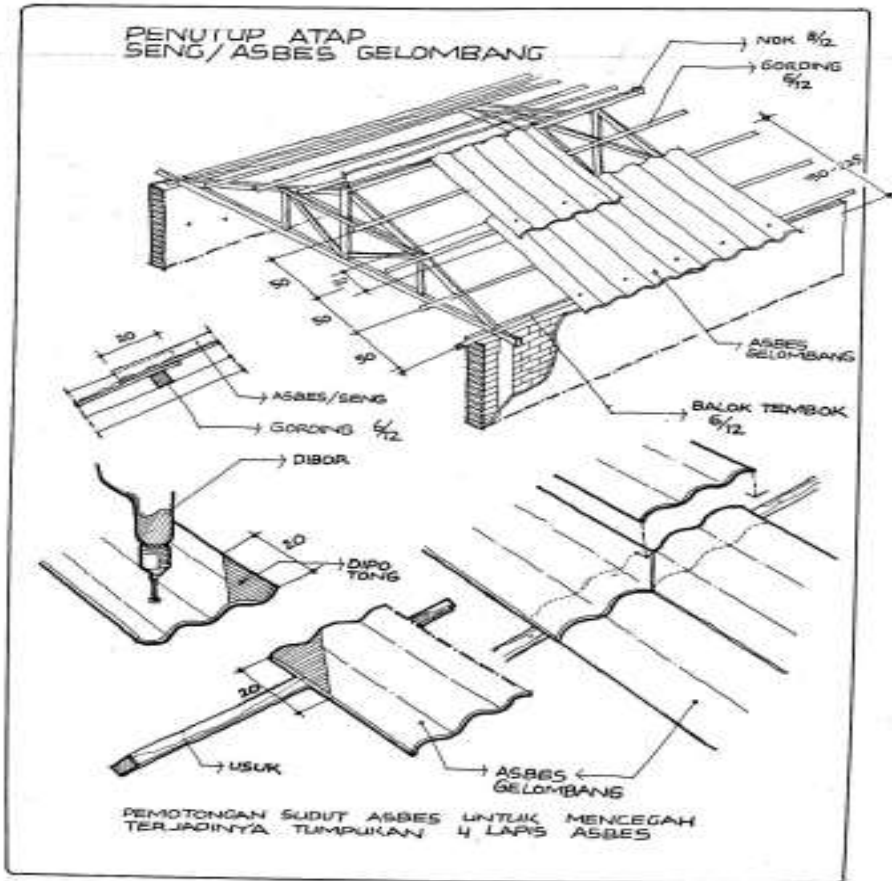 PENUTUP ATAP
SENG/ASBES GELOMBANG
NOK 8/12
GORDING
6/12
50
50
50
ASBES
GELOMBANG
BALOK TEMBOK
6/12
20
ASBES/SENG
GORDING 6/12
DIBOR
20
DIPO
TONG
20
USUK
ASBES
GELOMBANG
PEMOTONGAN SUDUT ASBES UNTUK MENCEGAH
TERJADINYA TUMPUKAN 4 LAPIS ASBES